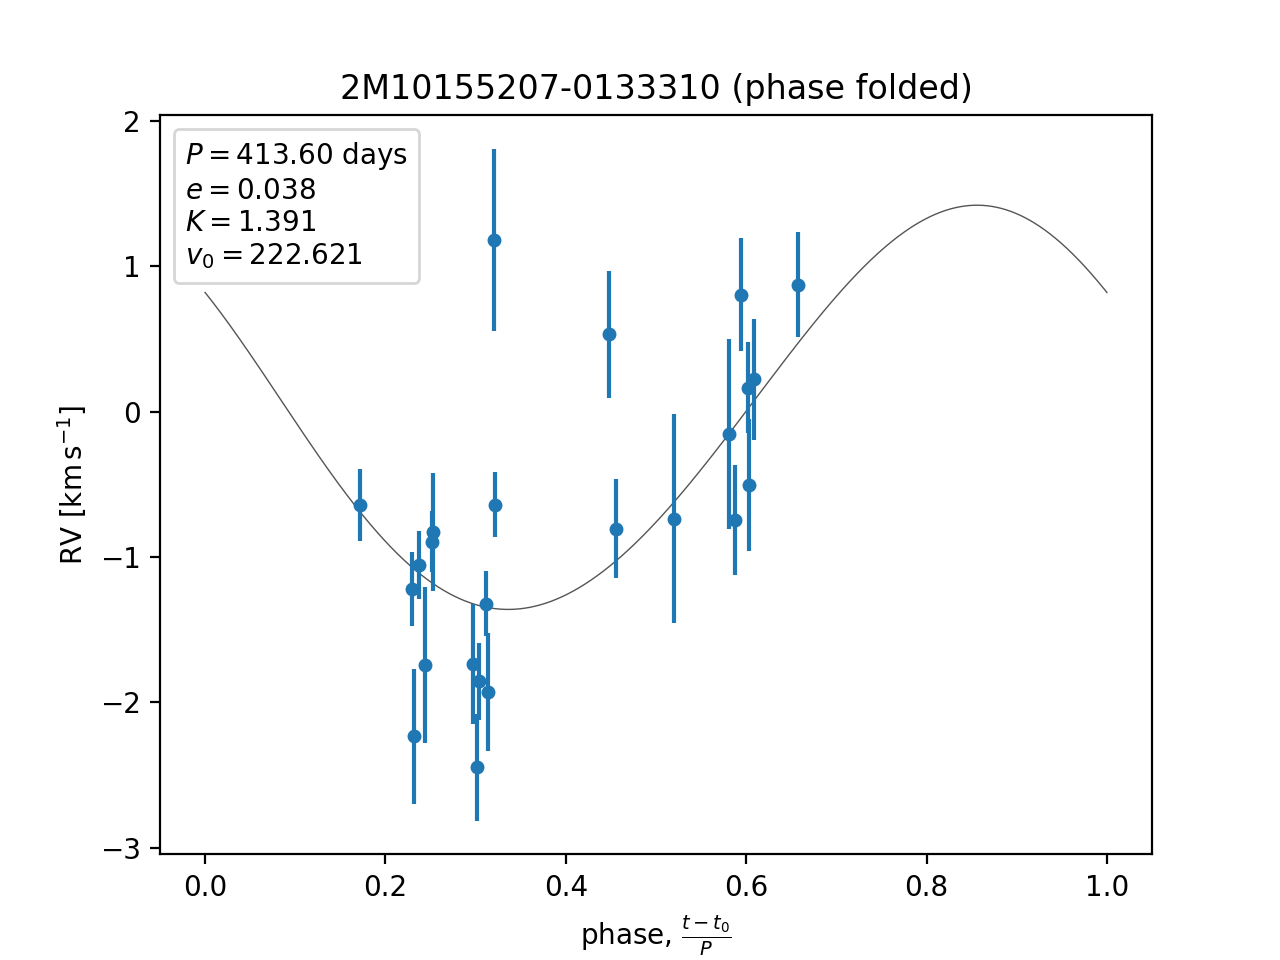 2M10155207-0133310 (phase folded)
P = 413.60 days
e = 0.038
K = 1.391
v₀ = 222.621
2
1
0
−1
−2
−3
RV [km s⁻¹]
0.0 0.2 0.4 0.6 0.8 1.0
phase, (t − t₀)/P